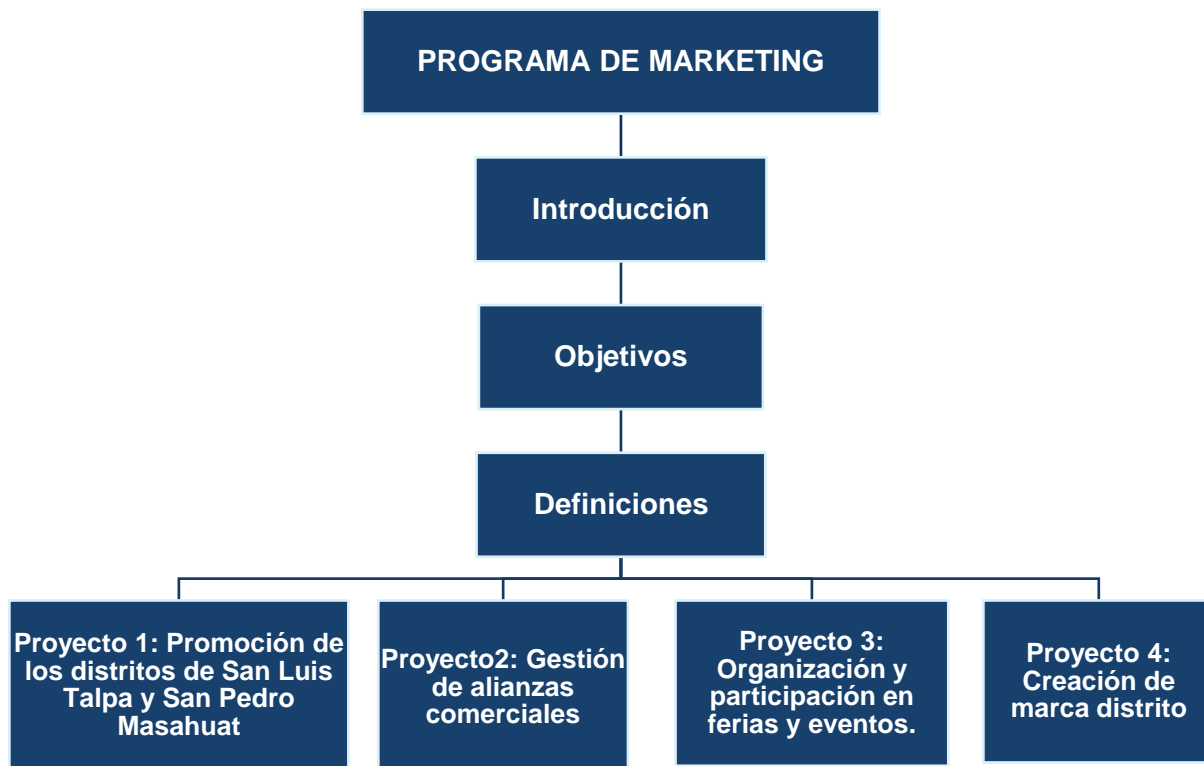 PROGRAMA DE MARKETING
Introducción
Objetivos
Definiciones
Proyecto 1: Promoción de
los distritos de San Luis
Talpa y San Pedro
Masahuat
Proyecto2: Gestión
de alianzas
comerciales
Proyecto 3:
Organización y
participación en
ferias y eventos.
Proyecto 4:
Creación de
marca distrito